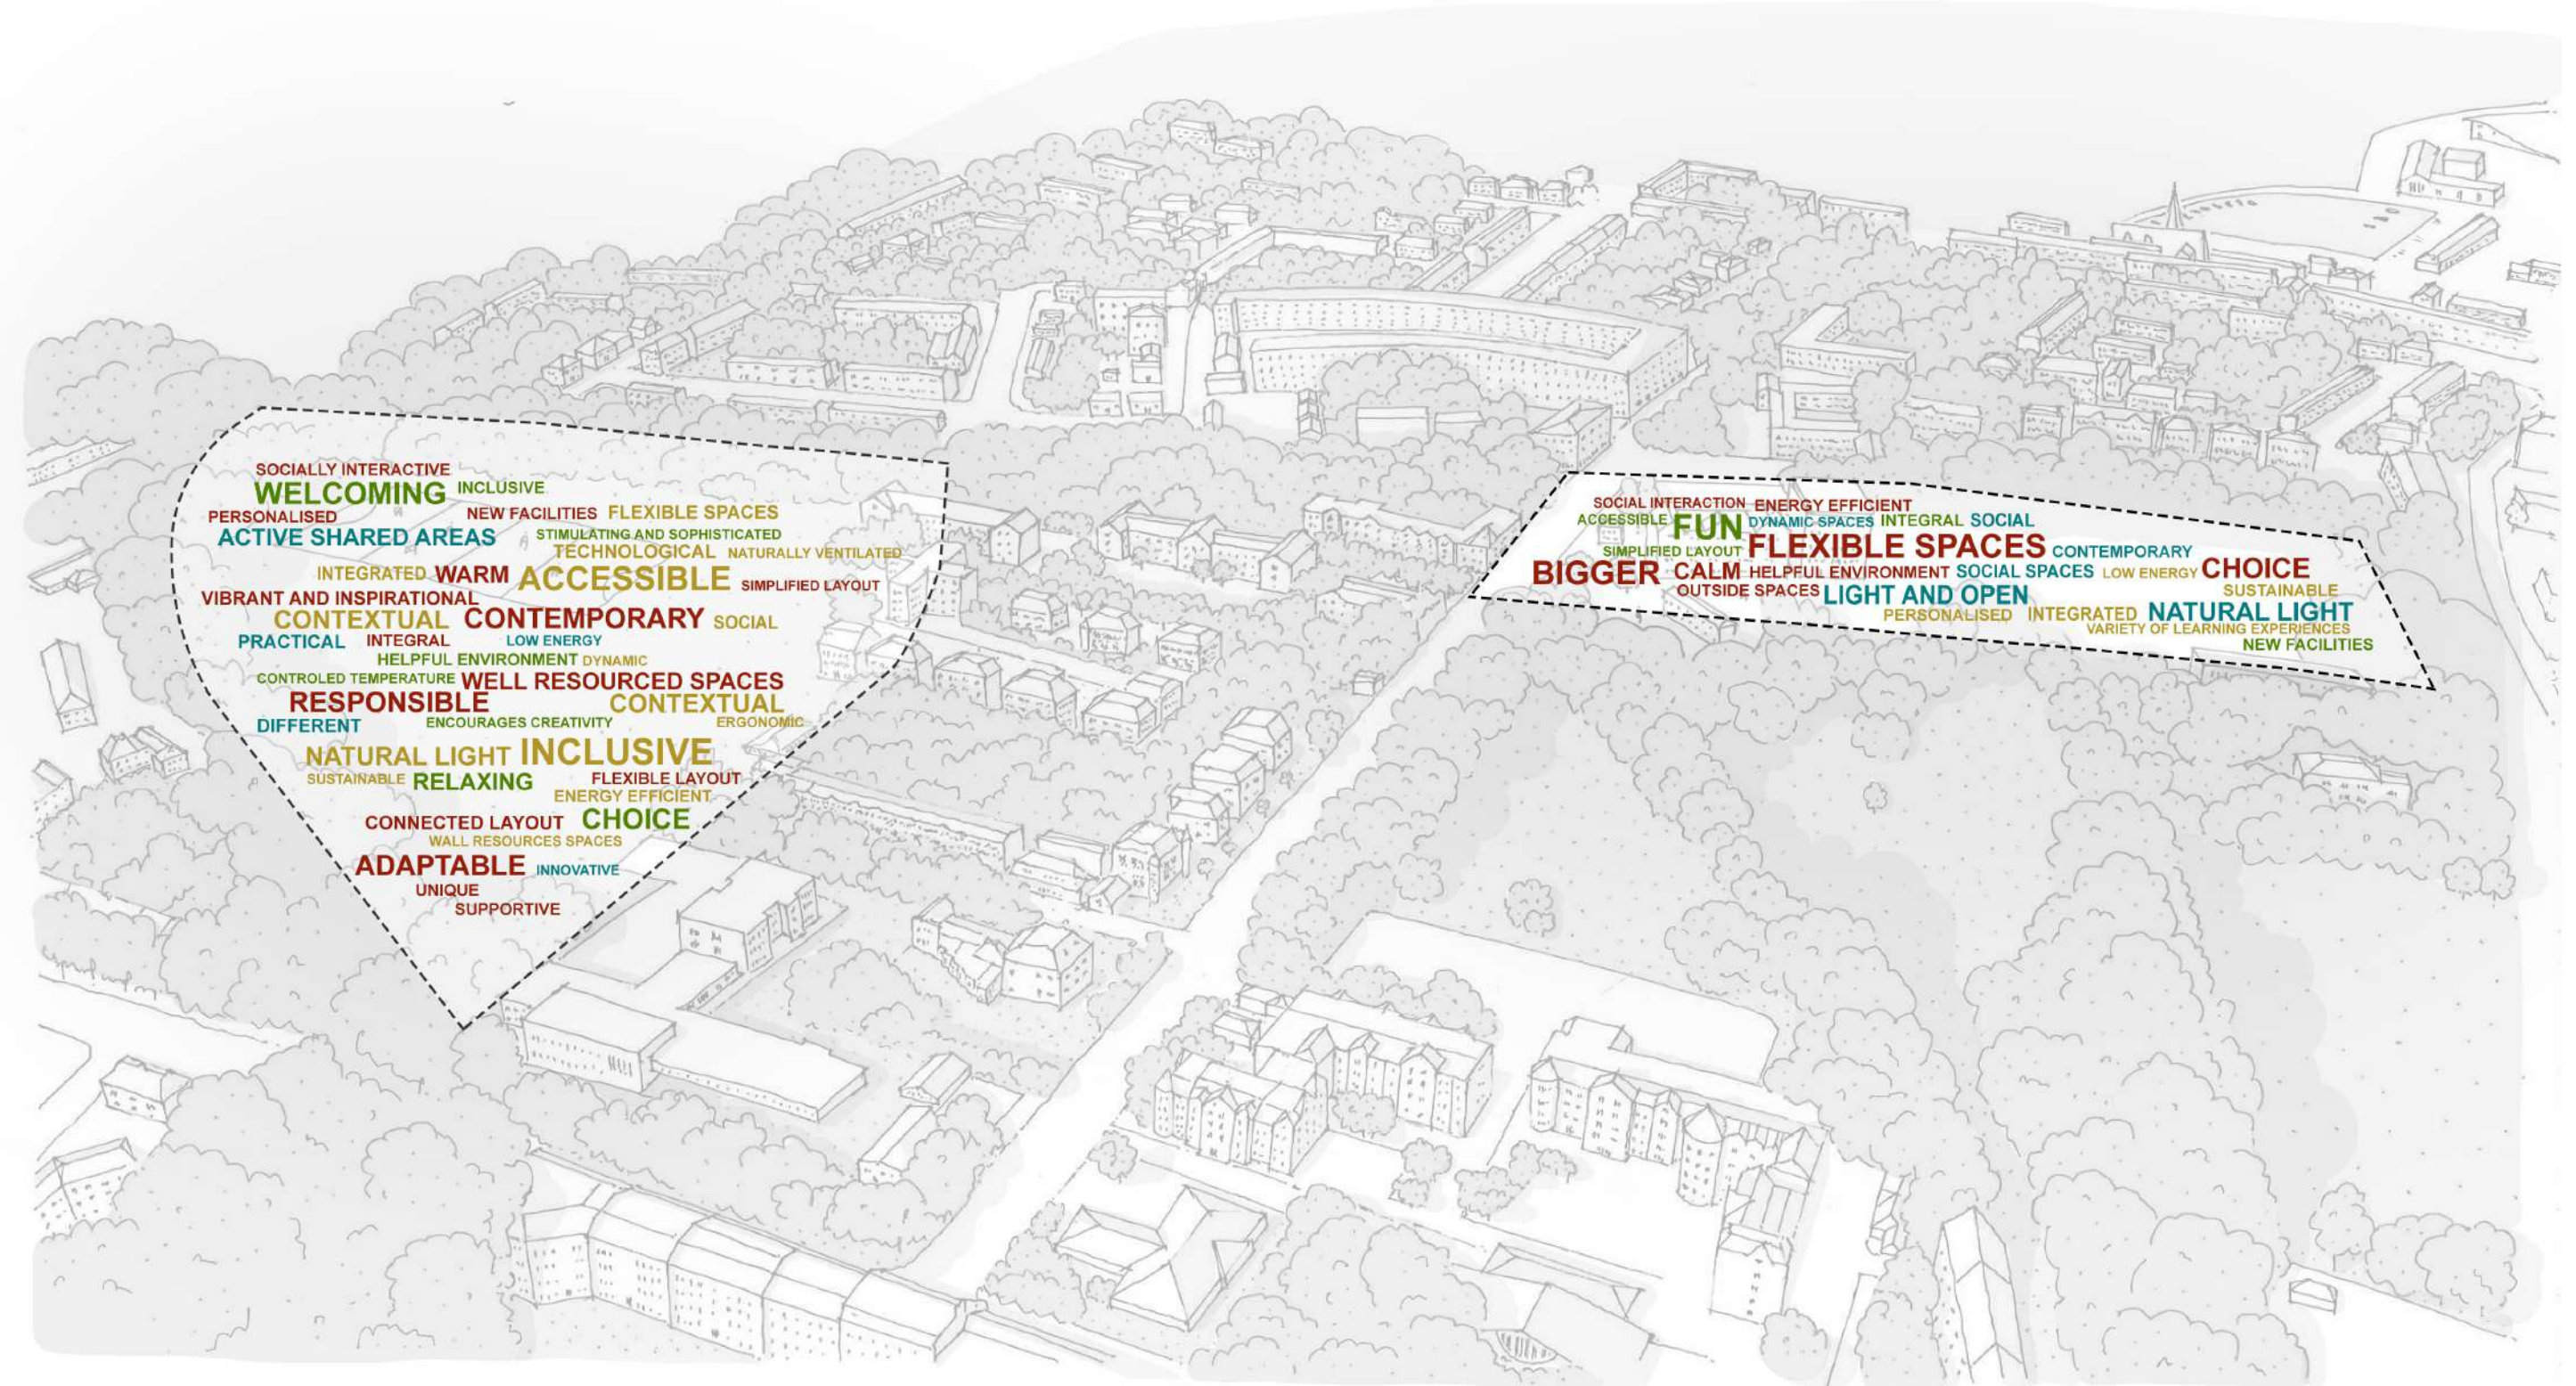 SOCIALLY INTERACTIVE
WELCOMING INCLUSIVE
PERSONALISED NEW FACILITIES FLEXIBLE SPACES
ACTIVE SHARED AREAS STIMULATING AND SOPHISTICATED
TECHNOLOGICAL NATURALLY VENTILATED
INTEGRATED WARM ACCESSIBLE SIMPLIFIED LAYOUT
VIBRANT AND INSPIRATIONAL
CONTEXTUAL CONTEMPORARY SOCIAL
PRACTICAL INTEGRAL LOW ENERGY
HELPFUL ENVIRONMENT DYNAMIC
CONTROLED TEMPERATURE WELL RESOURCED SPACES
RESPONSIBLE CONTEXTUAL
DIFFERENT ENCOURAGES CREATIVITY ERGONOMIC
NATURAL LIGHT INCLUSIVE
SUSTAINABLE RELAXING FLEXIBLE LAYOUT
ENERGY EFFICIENT
CONNECTED LAYOUT CHOICE
WALL RESOURCES SPACES
ADAPTABLE INNOVATIVE
UNIQUE
SUPPORTIVE
SOCIAL INTERACTION ENERGY EFFICIENT
ACCESSIBLE FUN DYNAMIC SPACES INTEGRAL SOCIAL
SIMPLIFIED LAYOUT FLEXIBLE SPACES CONTEMPORARY
BIGGER CALM HELPFUL ENVIRONMENT SOCIAL SPACES LOW ENERGY CHOICE
OUTSIDE SPACES LIGHT AND OPEN SUSTAINABLE
PERSONALISED INTEGRATED NATURAL LIGHT
VARIETY OF LEARNING EXPERIENCES
NEW FACILITIES